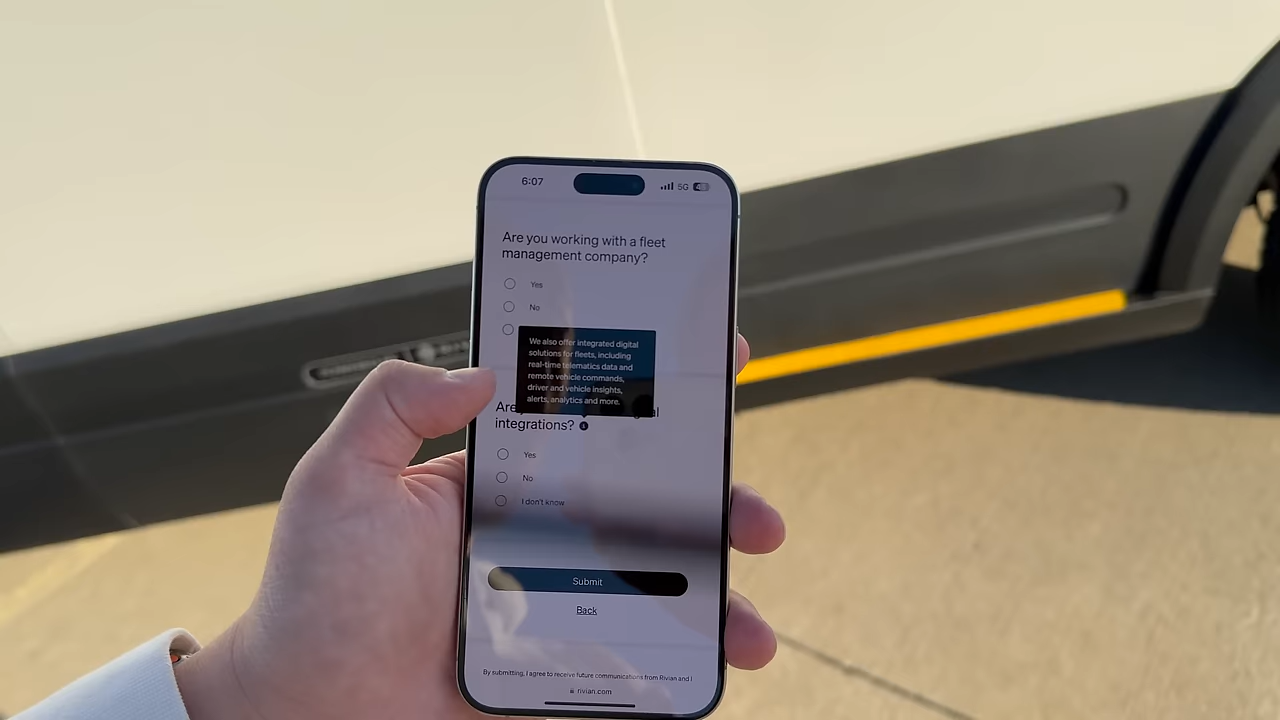 6:07
5G
Are you working with a fleet
management company?
Yes
No
We also offer integrated digital
solutions for fleets, including
real-time telematics data and
remote vehicle commands,
driver and vehicle insights,
alerts, analytics and more.
Are
integrations?
Yes
No
I don't know
Submit
Back
By submitting, I agree to receive future communications from Rivian and I
rivian.com